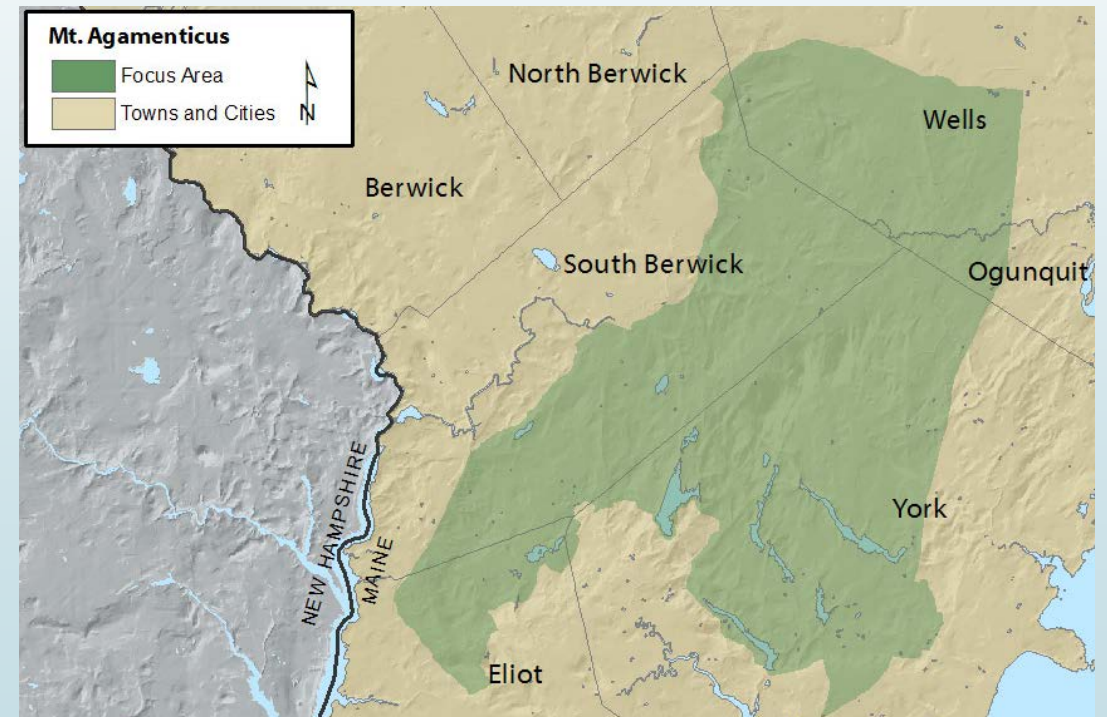 Mt. Agamenticus
Focus Area
Towns and Cities
N
North Berwick
Wells
Berwick
South Berwick
Ogunquit
NEW HAMPSHIRE
MAINE
York
Eliot